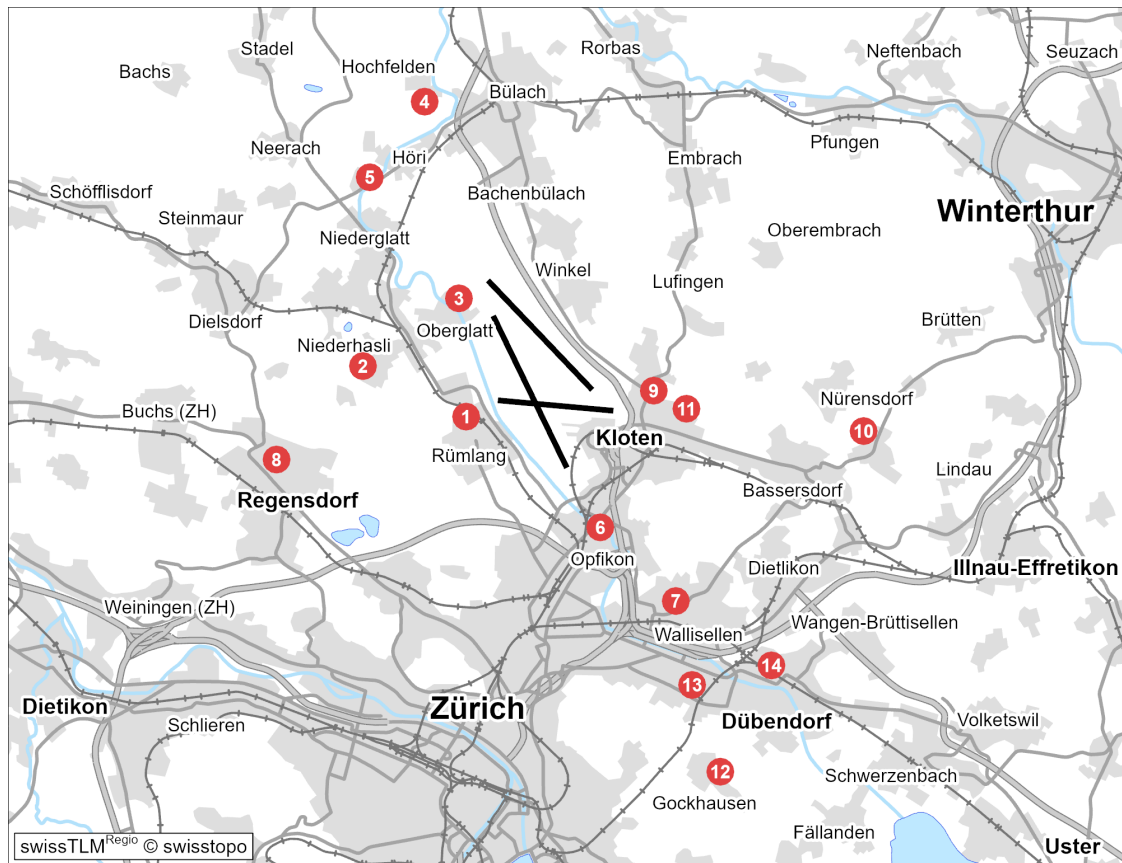 Rorbas
Stadel
Neftenbach
Seuzach
Hochfelden
Bachs
Bülach
4
Pfungen
Neerach
Höri
Embrach
5
Schöfflisdorf
Bachenbülach
Steinmaur
Winterthur
Oberembrach
Niederglatt
Winkel
Lufingen
3
Dielsdorf
Oberglatt
Brütten
Niederhasli
2
9
Nürensdorf
Buchs (ZH)
1
11
10
Kloten
Rümlang
8
Lindau
Regensdorf
Bassersdorf
6
Opfikon
Dietlikon
Illnau-Effretikon
Weiningen (ZH)
7
Wallisellen
Wangen-Brüttisellen
14
13
Dietikon
Zürich
Schlieren
Dübendorf
Volketswil
12
Schwerzenbach
Gockhausen
Fällanden
swissTLMRegio © swisstopo
Uster